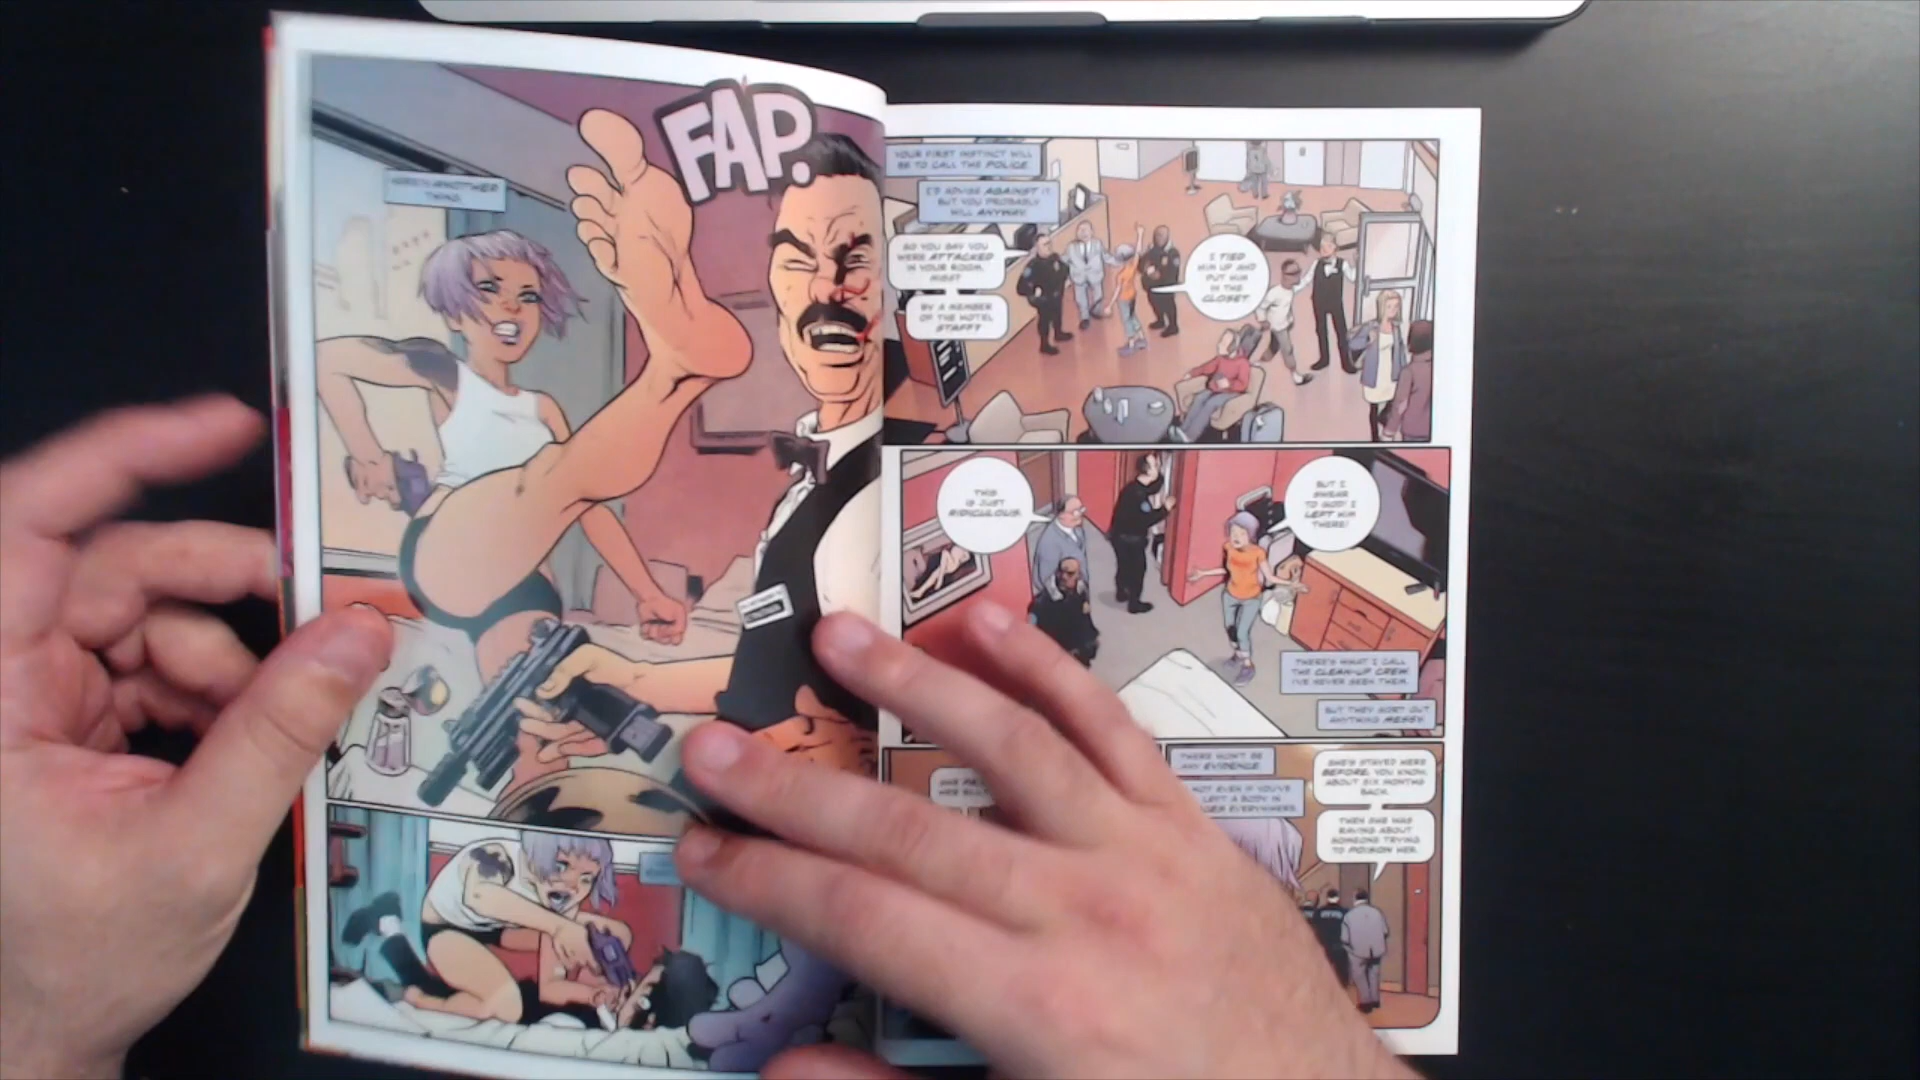 HERE'S ANOTHER
THING.
FAP.
YOUR FIRST INSTINCT WILL
BE TO CALL THE POLICE.
I'D ADVISE AGAINST IT
BUT YOU PROBABLY
WILL ANYWAY.
SO YOU SAY YOU
WERE ATTACKED
IN YOUR ROOM,
MISS?
BY A MEMBER
OF THE HOTEL
STAFF?
I TIED
HIM UP AND
PUT HIM
IN THE
CLOSET.
THIS
IS JUST
RIDICULOUS.
BUT I
SWEAR
TO GOD! I
LEFT HIM
THERE!
THERE'S WHAT I CALL
THE CLEAN-UP CREW.
I'VE NEVER SEEN THEM.
BUT THEY SORT OUT
ANYTHING MESSY.
THERE WON'T BE
ANY EVIDENCE.
NOT EVEN IF YOU'VE
LEFT A BODY IN
EVERYWHERE.
SHE'S STAYED HERE
BEFORE, YOU KNOW.
ABOUT SIX MONTHS
BACK.
THEN SHE WAS
RAVING ABOUT
SOMEONE TRYING
TO POISON HER.